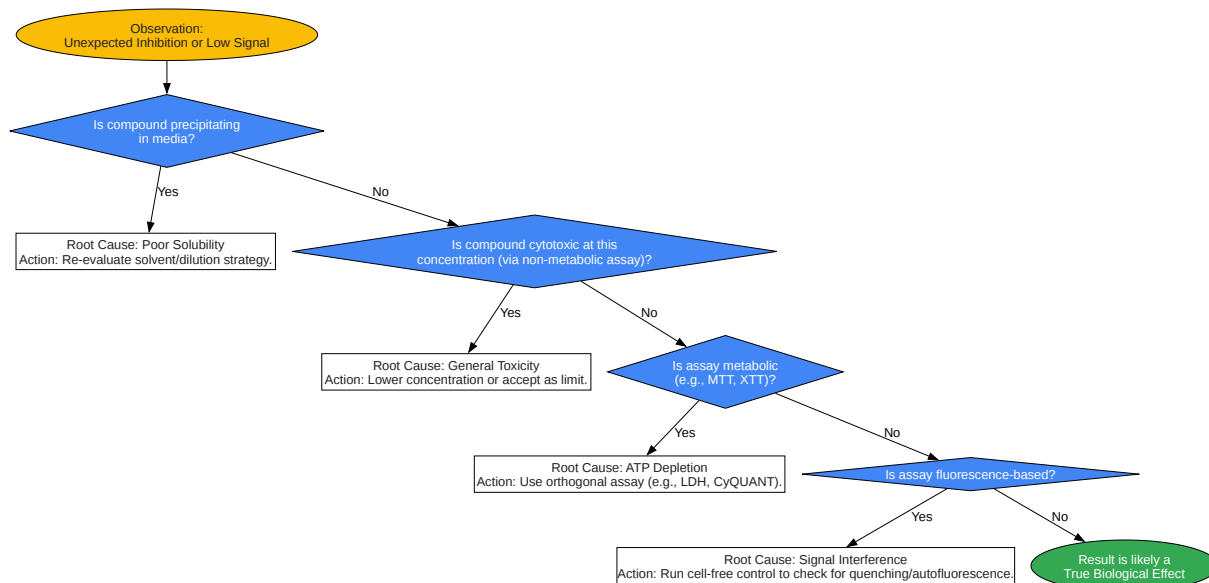 Observation:
Unexpected Inhibition or Low Signal
Is compound precipitating
in media?
Yes
No
Root Cause: Poor Solubility
Action: Re-evaluate solvent/dilution strategy.
Is compound cytotoxic at this
concentration (via non-metabolic assay)?
Yes
No
Root Cause: General Toxicity
Action: Lower concentration or accept as limit.
Is assay metabolic
(e.g., MTT, XTT)?
Yes
No
Root Cause: ATP Depletion
Action: Use orthogonal assay (e.g., LDH, CyQUANT).
Is assay fluorescence-based?
Yes
No
Root Cause: Signal Interference
Action: Run cell-free control to check for quenching/autofluorescence.
Result is likely a
True Biological Effect